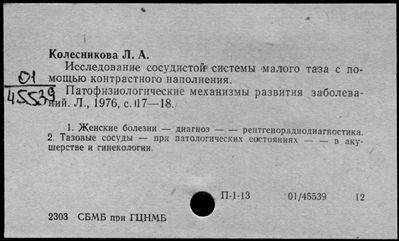 Колесникова Л. А.
Исследование сосудистой системы малого таза с по-
мощью контрастного наполнения.
01
45539
Патофизиологические механизмы развития заболева-
ний. Л., 1976, с. 17—18.
1. Женские болезни — диагноз — — рентгенорадиодиагностика.
2. Тазовые сосуды — при патологических состояниях — — в аку-
шерстве и гинекологии.
П-1-13 01/45539 12
2303 СБМБ при ГЦНМБ